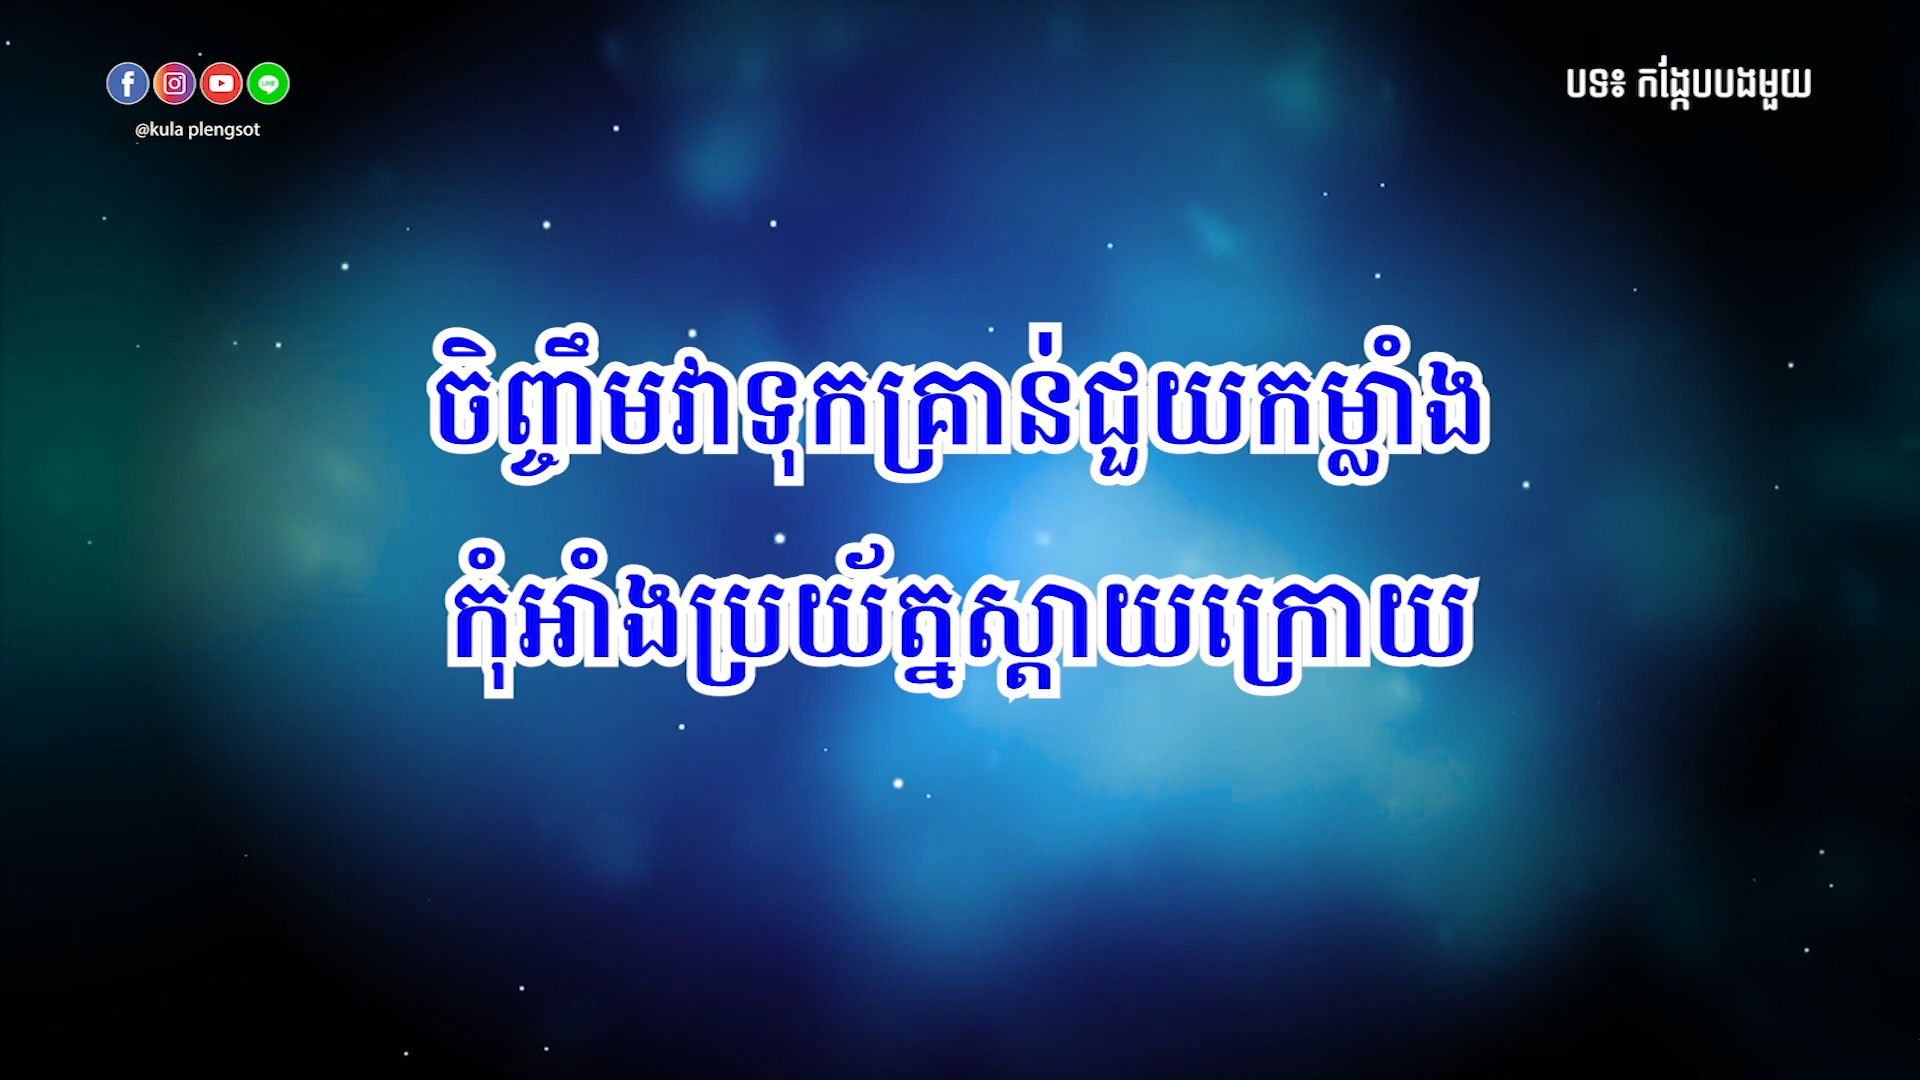 @kula plengsot
បទ៖ កង្កែបបងមួយ
ចិញ្ចឹមវាទុកគ្រាន់ជួយកម្លាំង
កុំអាំងប្រយ័ត្នស្ដាយក្រោយ